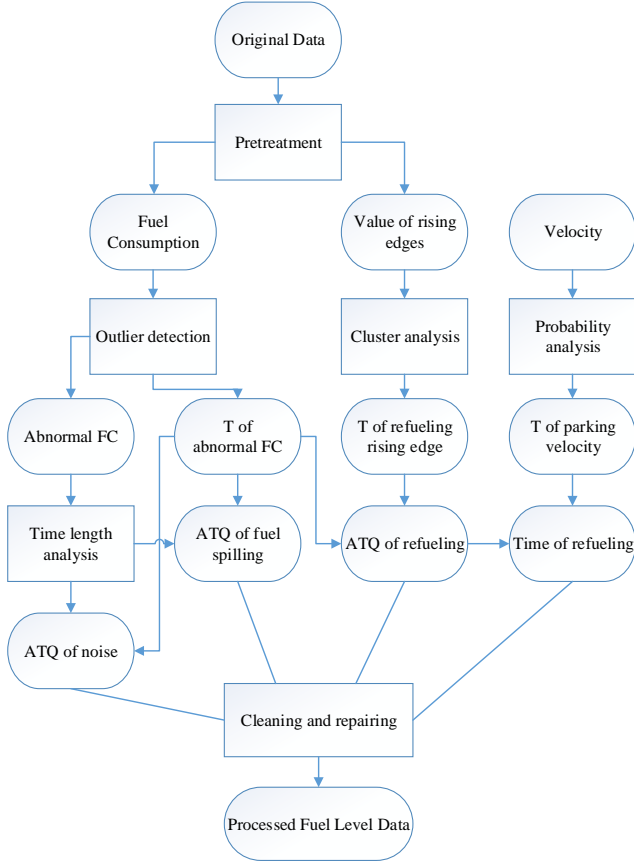 Original Data
Pretreatment
Fuel
Consumption
Value of rising
edges
Velocity
Outlier detection
Cluster analysis
Probability
analysis
Abnormal FC
T of
abnormal FC
T of refueling
rising edge
T of parking
velocity
Time length
analysis
ATQ of fuel
spilling
ATQ of refueling
Time of refueling
ATQ of noise
Cleaning and repairing
Processed Fuel Level Data